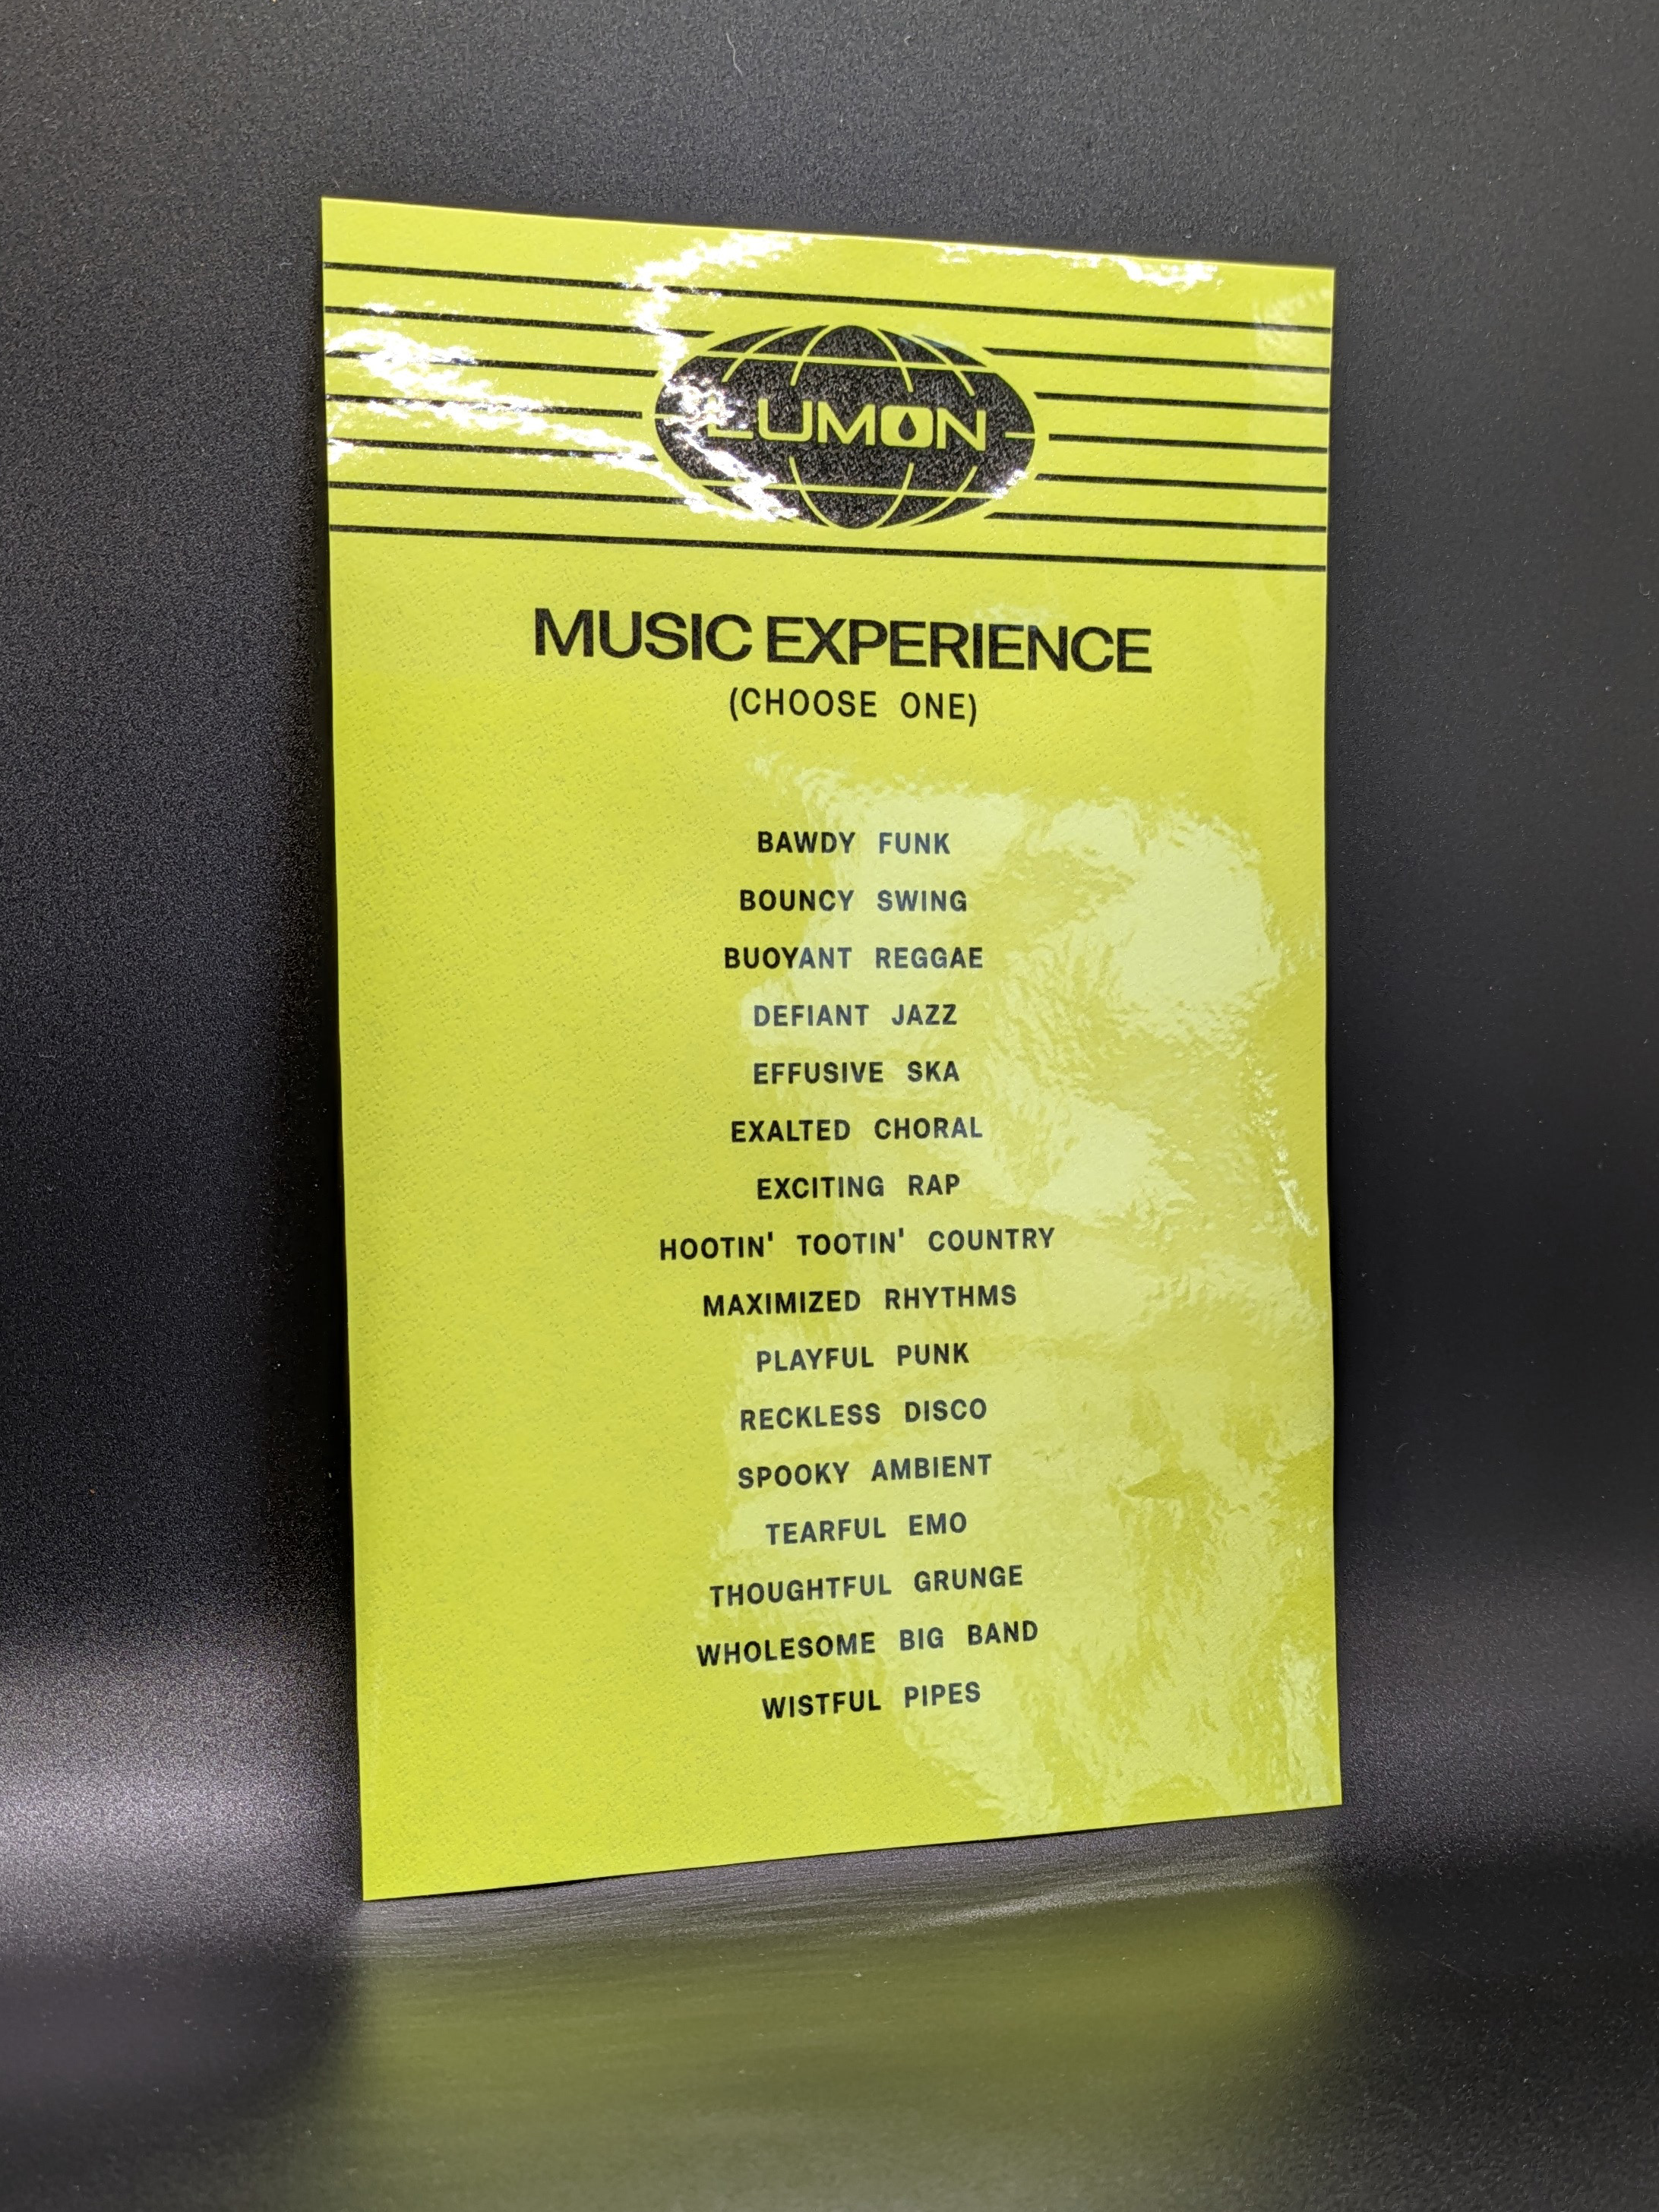 LUMON
MUSIC EXPERIENCE
(CHOOSE ONE)
BAWDY FUNK
BOUNCY SWING
BUOYANT REGGAE
DEFIANT JAZZ
EFFUSIVE SKA
EXALTED CHORAL
EXCITING RAP
HOOTIN' TOOTIN' COUNTRY
MAXIMIZED RHYTHMS
PLAYFUL PUNK
RECKLESS DISCO
SPOOKY AMBIENT
TEARFUL EMO
THOUGHTFUL GRUNGE
WHOLESOME BIG BAND
WISTFUL PIPES